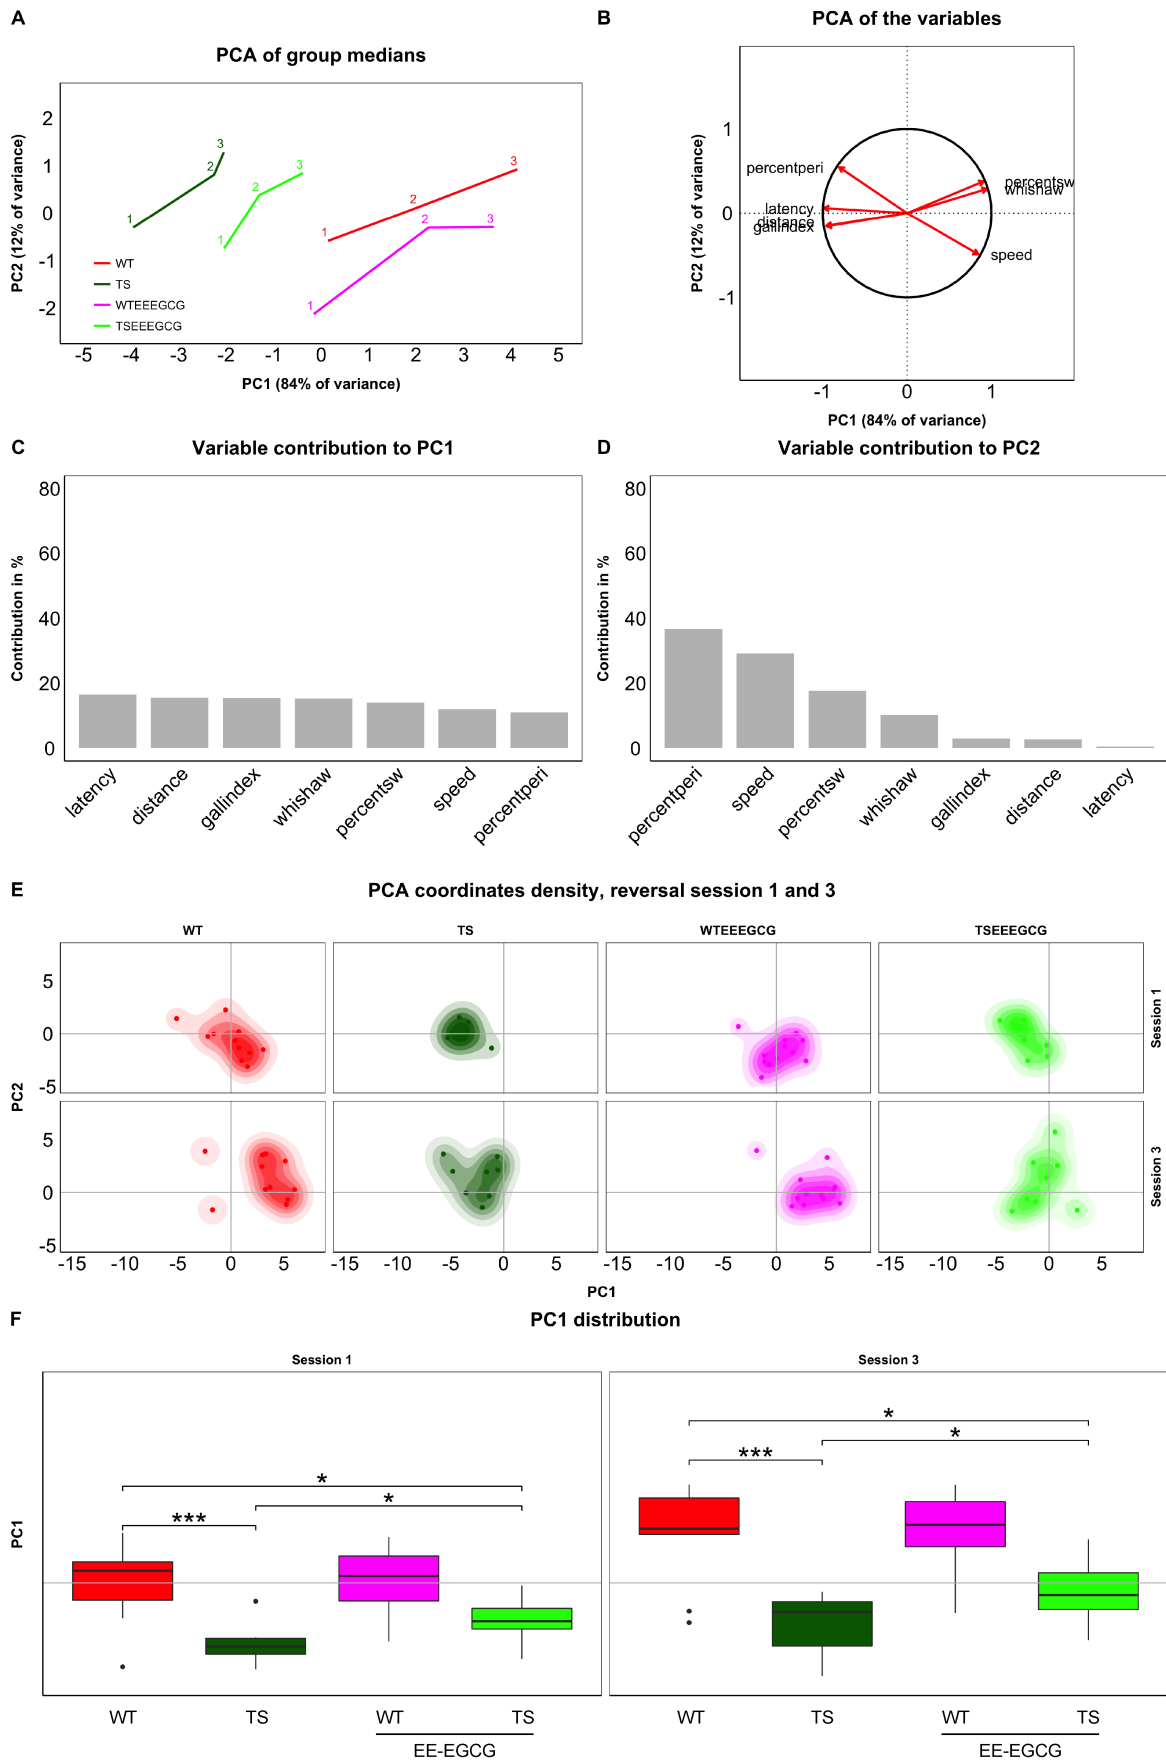 A
PCA of group medians
PC2 (12% of variance)
2
1
0
-1
-2
3
2
1
3
2
1
3
2
1
3
2
1
WT
TS
WTEEEGCG
TSEEEGCG
-5 -4 -3 -2 -1 0 1 2 3 4 5
PC1 (84% of variance)
B
PCA of the variables
PC2 (12% of variance)
1
0
-1
percentperi
percentsw
whishaw
latency
distance
gallindex
speed
-1 0 1
PC1 (84% of variance)
C
Variable contribution to PC1
Contribution in %
80
60
40
20
0
latency
distance
gallindex
whishaw
percentsw
speed
percentperi
D
Variable contribution to PC2
Contribution in %
80
60
40
20
0
percentperi
speed
percentsw
whishaw
gallindex
distance
latency
E
PCA coordinates density, reversal session 1 and 3
WT TS WTEEEGCG TSEEEGCG
5
0
-5
Session 1
PC2
5
0
-5
Session 3
-15 -10 -5 0 5 -15 -10 -5 0 5 -15 -10 -5 0 5 -15 -10 -5 0 5
PC1
F
PC1 distribution
Session 1 Session 3
PC1
*
*
***
*
*
***
WT TS WT TS WT TS WT TS
EE-EGCG EE-EGCG